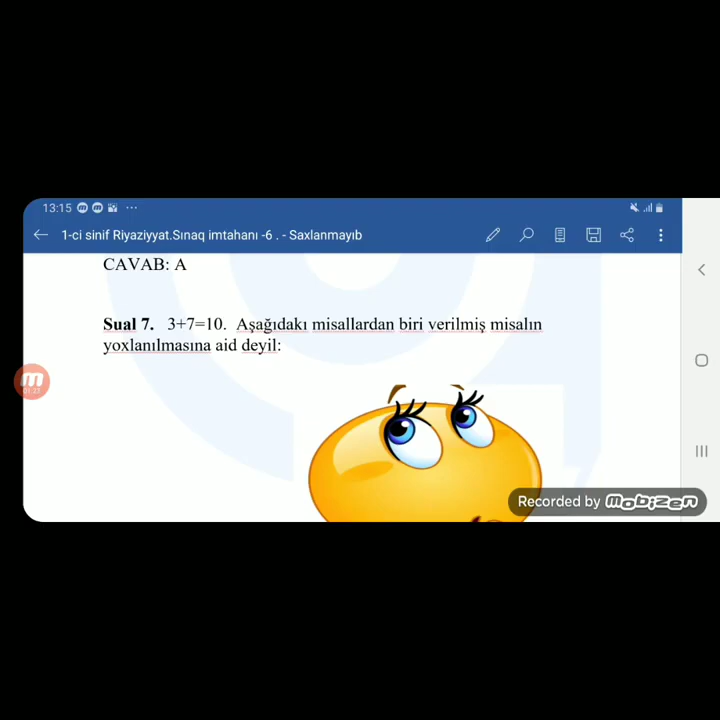 13:15
1-ci sinif Riyaziyyat.Sınaq imtahanı -6 . - Saxlanmayıb
CAVAB: A
Sual 7. 3+7=10. Aşağıdakı misallardan biri verilmiş misalın
yoxlanılmasına aid deyil:
Recorded by mobizen